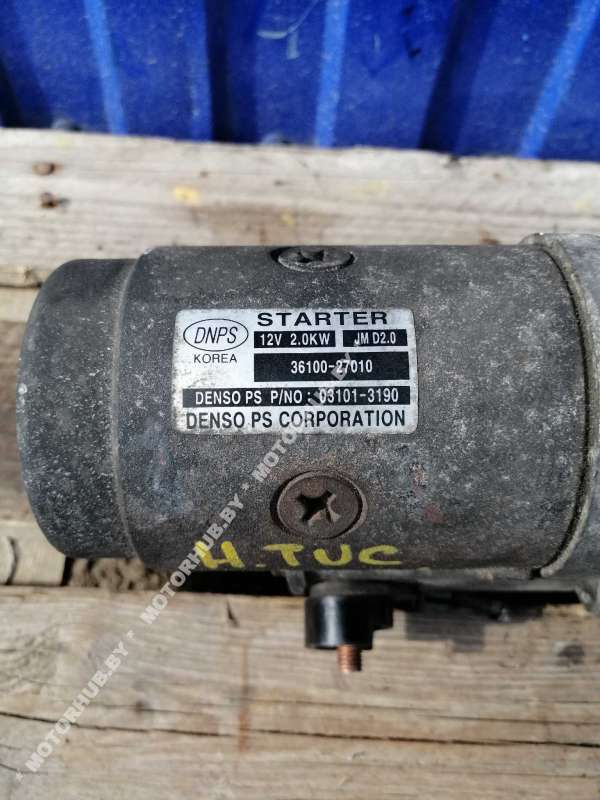 DNPS
KOREA
STARTER
12V 2.0KW JM D2.0
36100-27010
DENSO PS P/NO: 03101-3190
DENSO PS CORPORATION
H.TUC.
* MOTORHUB.BY * MOTORHUB.BY * MOTORHUB.BY